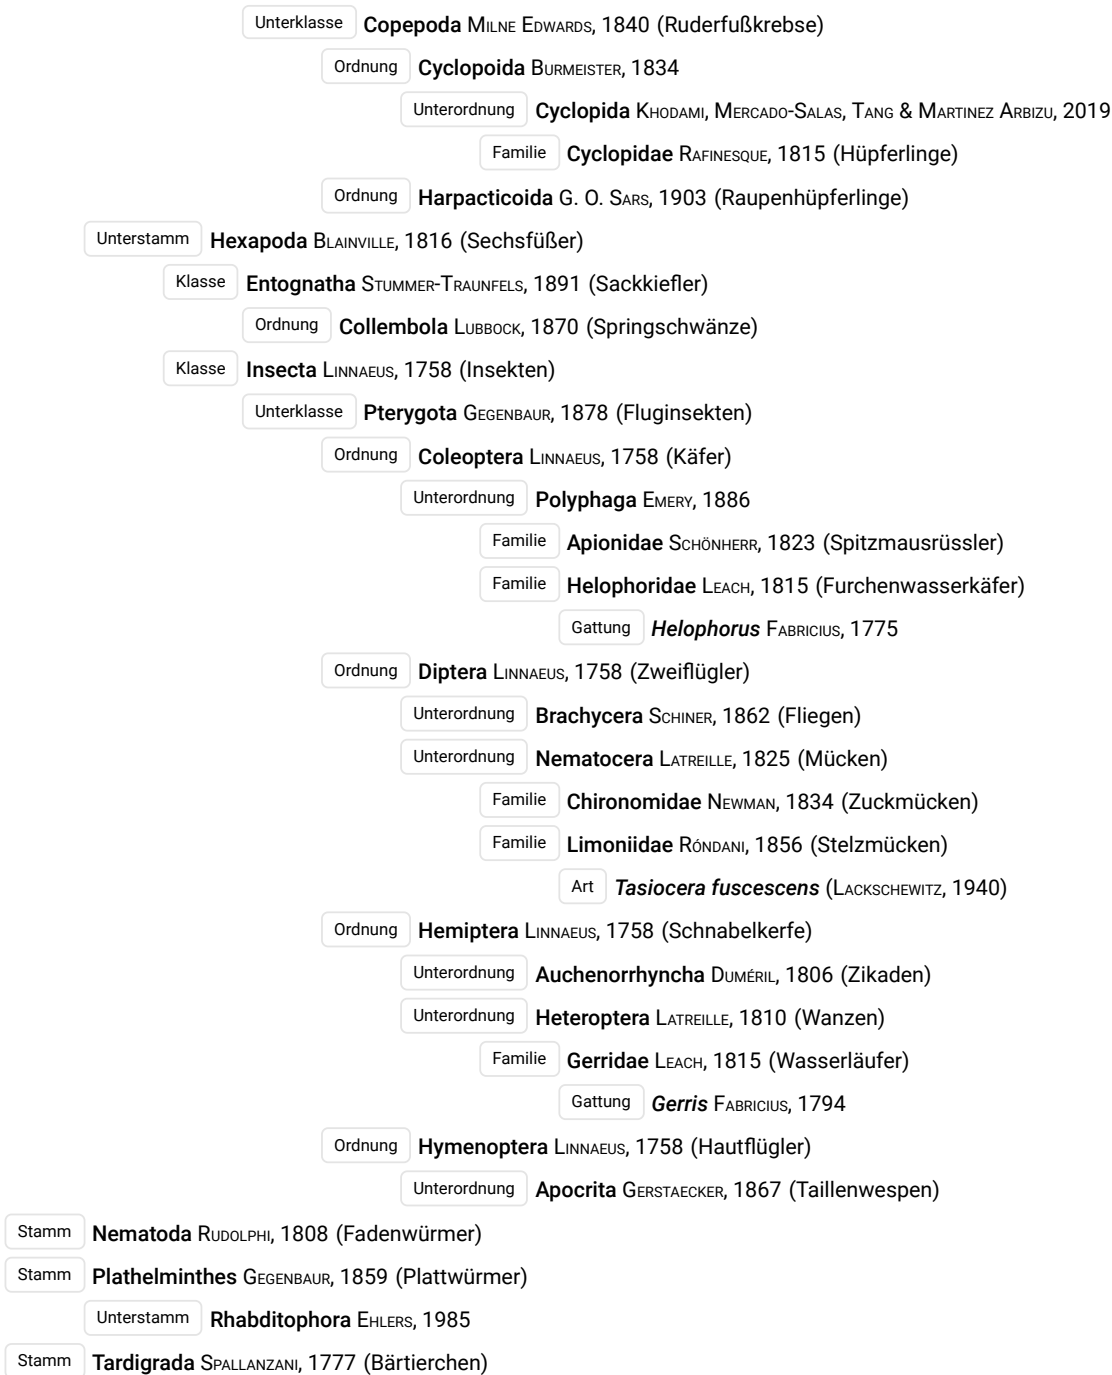 Unterklasse Copepoda Milne Edwards, 1840 (Ruderfußkrebse)
Ordnung Cyclopoida Burmeister, 1834
Unterordnung Cyclopida Khodami, Mercado-Salas, Tang & Martinez Arbizu, 2019
Familie Cyclopidae Rafinesque, 1815 (Hüpferlinge)
Ordnung Harpacticoida G. O. Sars, 1903 (Raupenhüpferlinge)
Unterstamm Hexapoda Blainville, 1816 (Sechsfüßer)
Klasse Entognatha Stummer-Traunfels, 1891 (Sackkiefler)
Ordnung Collembola Lubbock, 1870 (Springschwänze)
Klasse Insecta Linnaeus, 1758 (Insekten)
Unterklasse Pterygota Gegenbaur, 1878 (Fluginsekten)
Ordnung Coleoptera Linnaeus, 1758 (Käfer)
Unterordnung Polyphaga Emery, 1886
Familie Apionidae Schönherr, 1823 (Spitzmausrüssler)
Familie Helophoridae Leach, 1815 (Furchenwasserkäfer)
Gattung Helophorus Fabricius, 1775
Ordnung Diptera Linnaeus, 1758 (Zweiflügler)
Unterordnung Brachycera Schiner, 1862 (Fliegen)
Unterordnung Nematocera Latreille, 1825 (Mücken)
Familie Chironomidae Newman, 1834 (Zuckmücken)
Familie Limoniidae Róndani, 1856 (Stelzmücken)
Art Tasiocera fuscescens (Lackschewitz, 1940)
Ordnung Hemiptera Linnaeus, 1758 (Schnabelkerfe)
Unterordnung Auchenorrhyncha Duméril, 1806 (Zikaden)
Unterordnung Heteroptera Latreille, 1810 (Wanzen)
Familie Gerridae Leach, 1815 (Wasserläufer)
Gattung Gerris Fabricius, 1794
Ordnung Hymenoptera Linnaeus, 1758 (Hautflügler)
Unterordnung Apocrita Gerstaecker, 1867 (Taillenwespen)
Stamm Nematoda Rudolphi, 1808 (Fadenwürmer)
Stamm Plathelminthes Gegenbaur, 1859 (Plattwürmer)
Unterstamm Rhabditophora Ehlers, 1985
Stamm Tardigrada Spallanzani, 1777 (Bärtierchen)